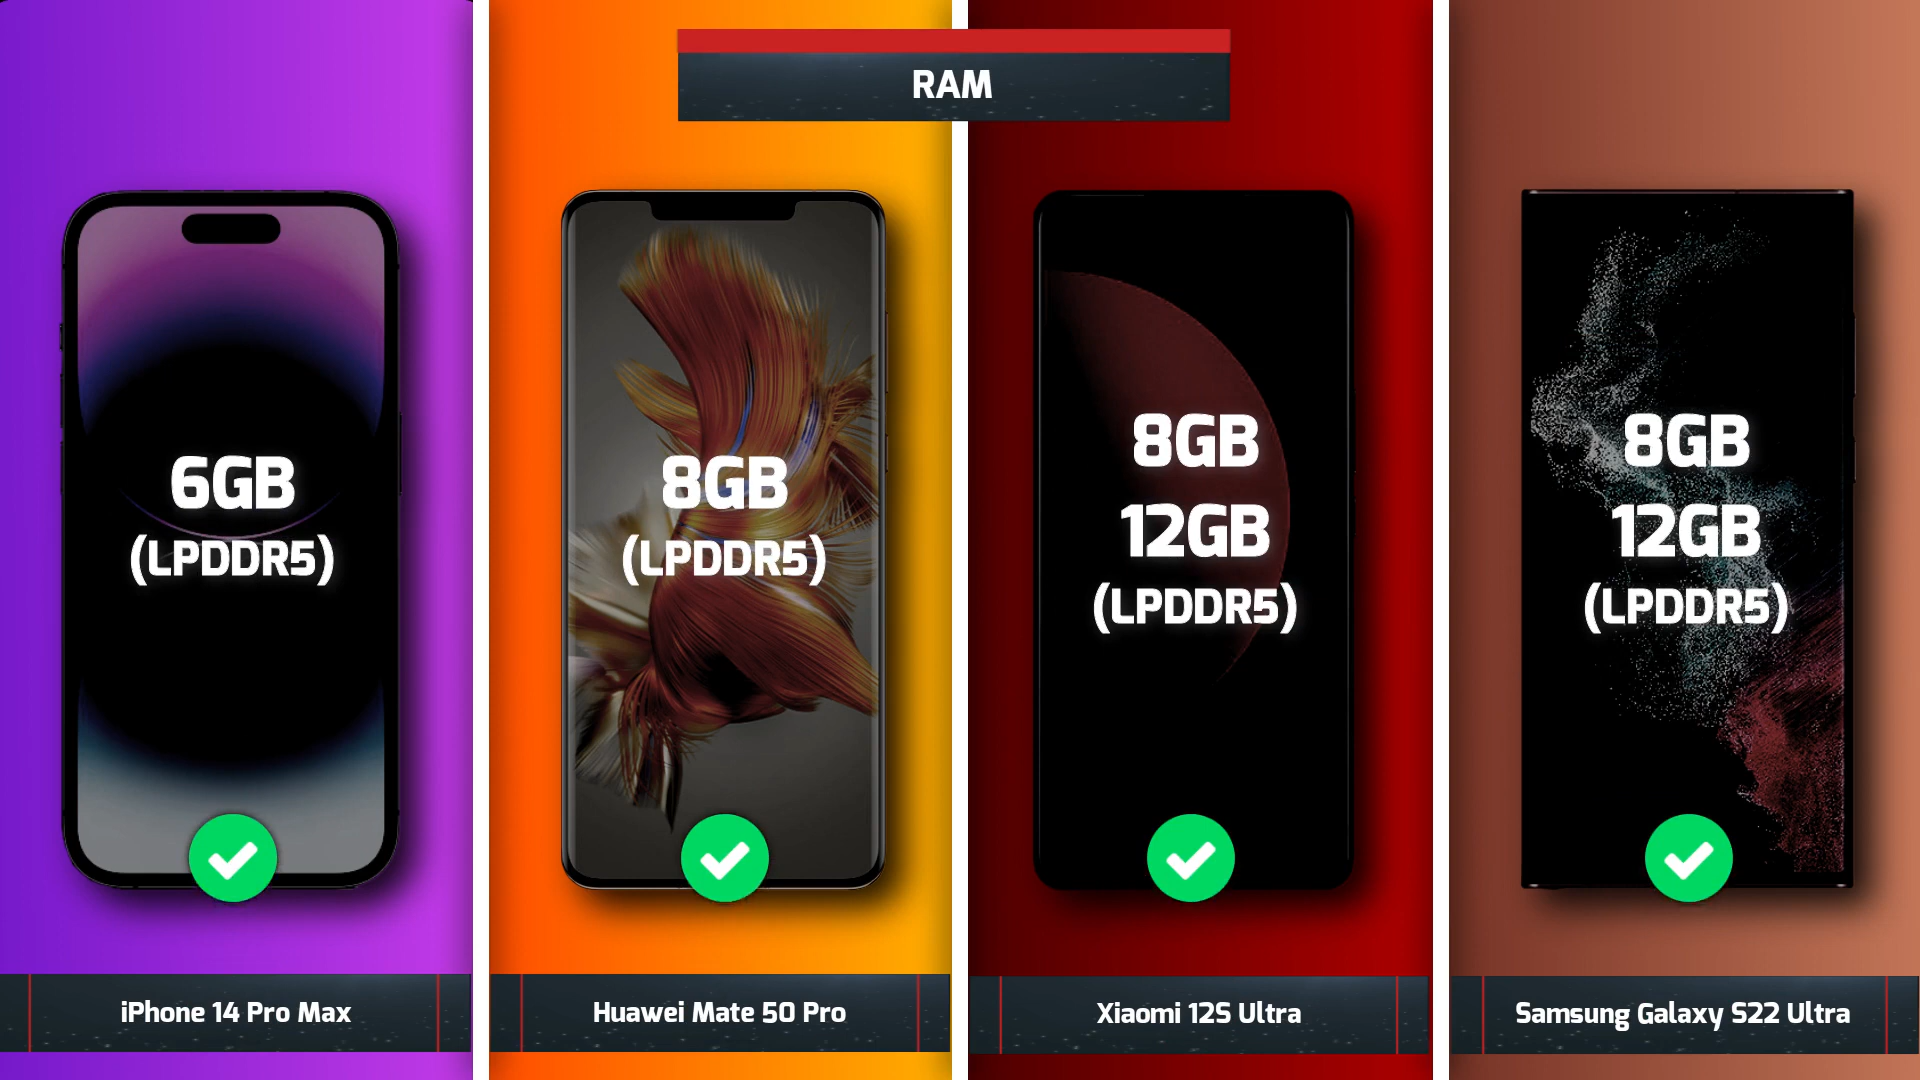 RAM
6GB
(LPDDR5)
iPhone 14 Pro Max
8GB
(LPDDR5)
Huawei Mate 50 Pro
8GB
12GB
(LPDDR5)
Xiaomi 12S Ultra
8GB
12GB
(LPDDR5)
Samsung Galaxy S22 Ultra